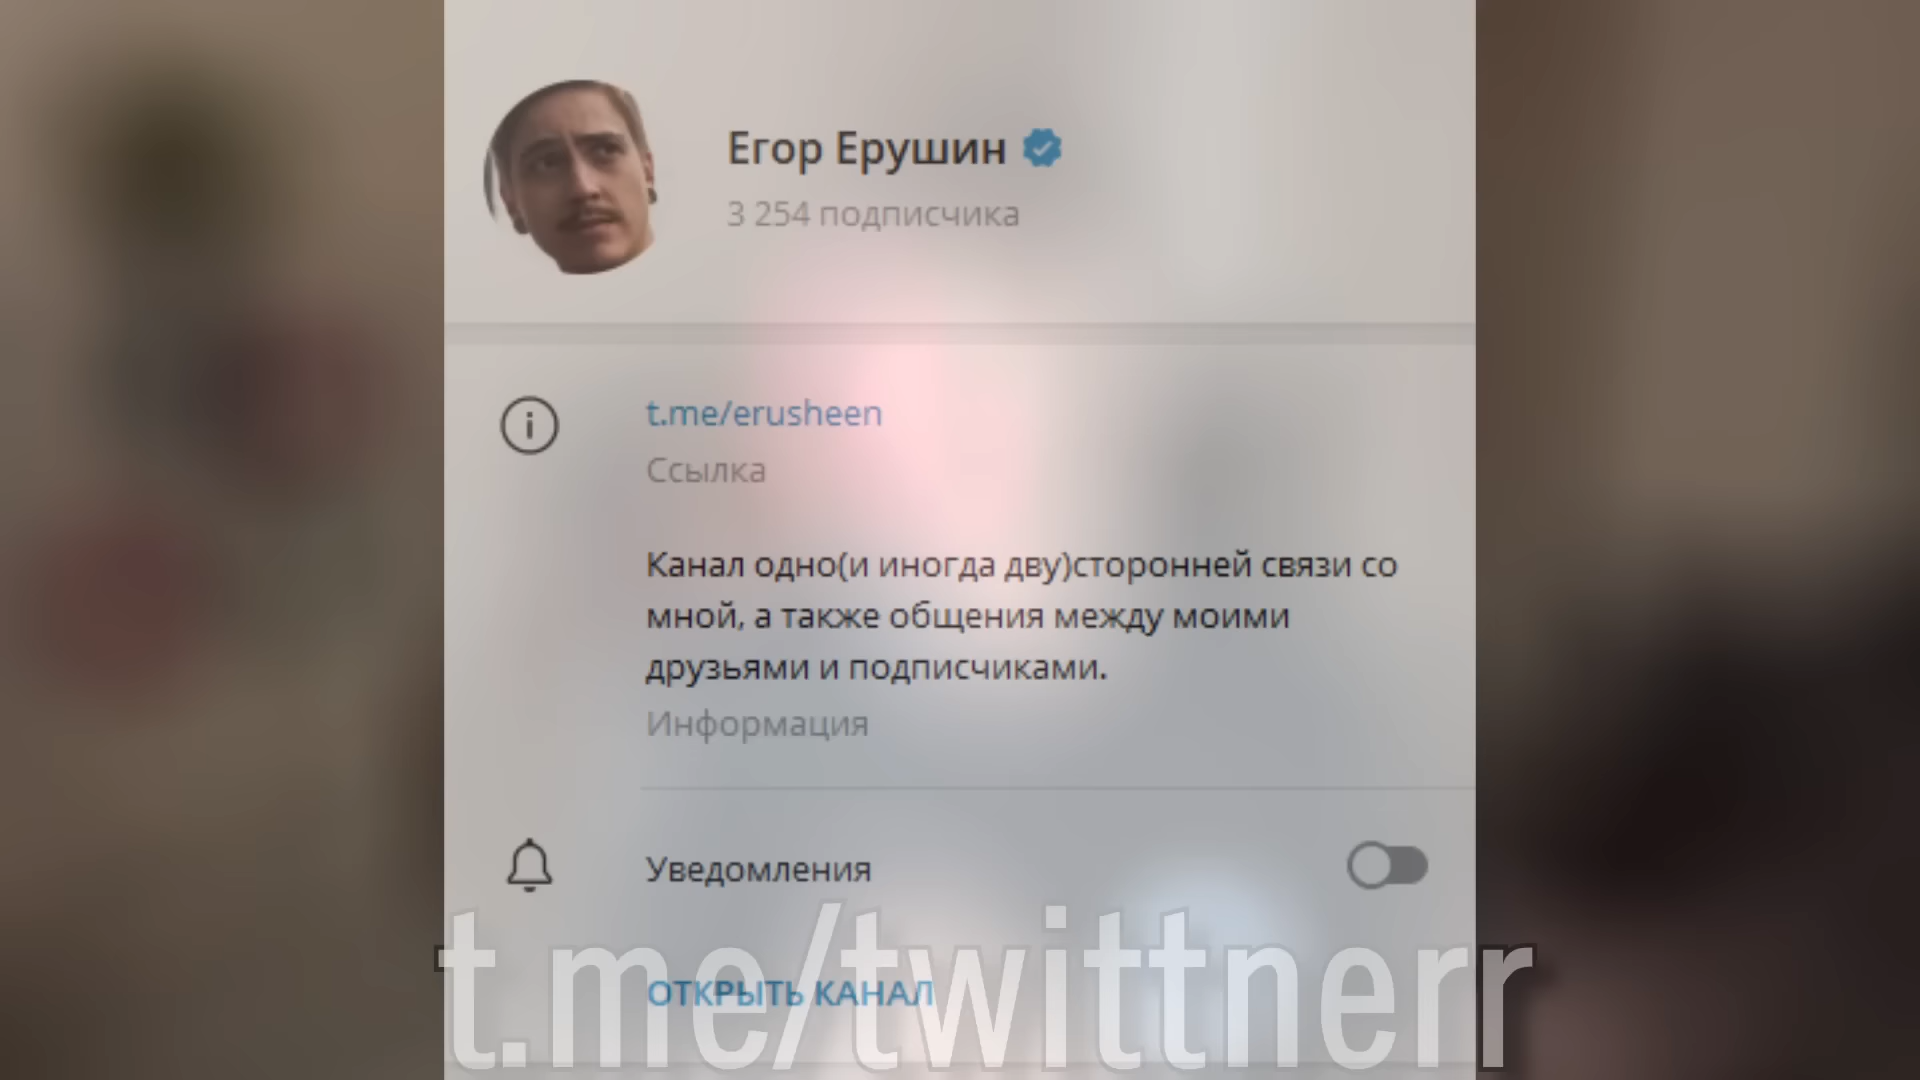 Егор Ерушин
3 254 подписчика
t.me/erusheen
Ссылка
Канал одно(и иногда дву)сторонней связи со
мной, а также общения между моими
друзьями и подписчиками.
Информация
Уведомления
ОТКРЫТЬ КАНАЛ
t.me/twittnerr